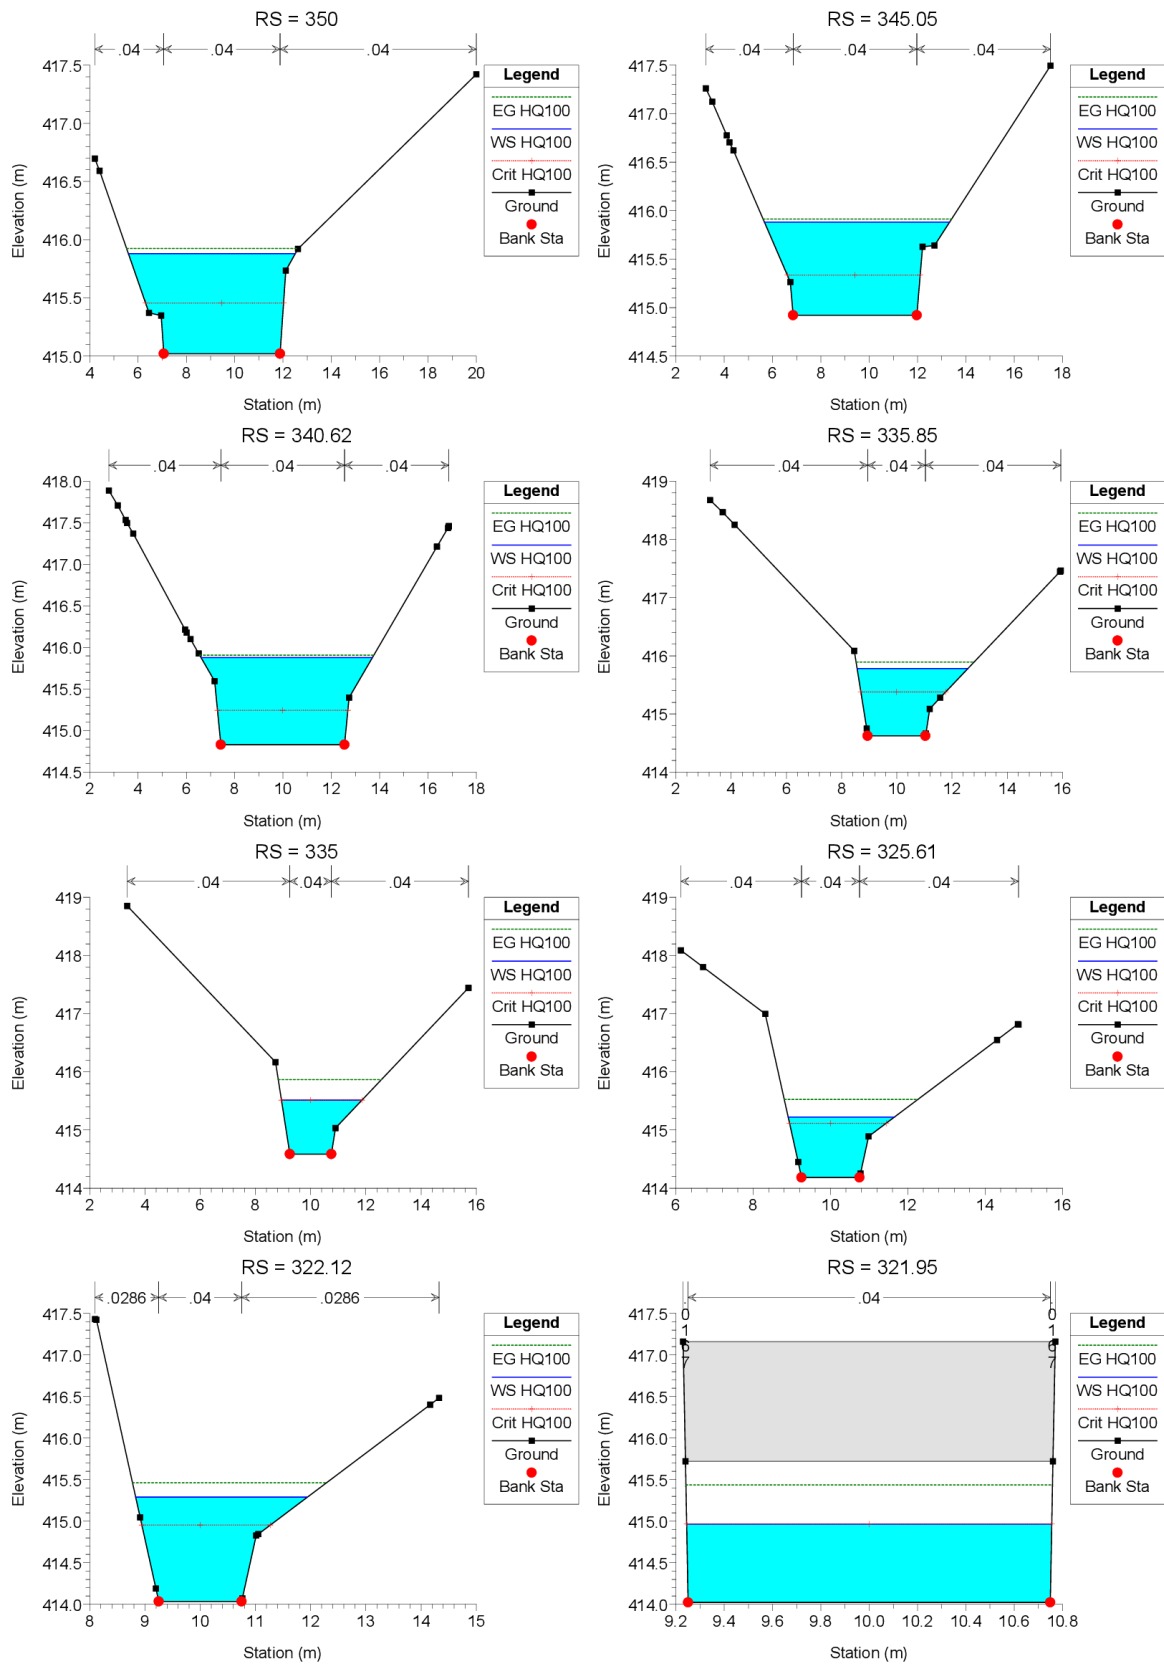 RS = 350
.04 .04 .04
417.5
417.0
416.5
416.0
415.5
415.0
Elevation (m)
4 6 8 10 12 14 16 18 20
Station (m)
Legend
EG HQ100
WS HQ100
Crit HQ100
Ground
Bank Sta
RS = 345.05
.04 .04 .04
417.5
417.0
416.5
416.0
415.5
415.0
414.5
Elevation (m)
2 4 6 8 10 12 14 16 18
Station (m)
Legend
EG HQ100
WS HQ100
Crit HQ100
Ground
Bank Sta
RS = 340.62
.04 .04 .04
418.0
417.5
417.0
416.5
416.0
415.5
415.0
414.5
Elevation (m)
2 4 6 8 10 12 14 16 18
Station (m)
Legend
EG HQ100
WS HQ100
Crit HQ100
Ground
Bank Sta
RS = 335.85
.04 .04 .04
419
418
417
416
415
414
Elevation (m)
2 4 6 8 10 12 14 16
Station (m)
Legend
EG HQ100
WS HQ100
Crit HQ100
Ground
Bank Sta
RS = 335
.04 .04 .04
419
418
417
416
415
414
Elevation (m)
2 4 6 8 10 12 14 16
Station (m)
Legend
EG HQ100
WS HQ100
Crit HQ100
Ground
Bank Sta
RS = 325.61
.04 .04 .04
419
418
417
416
415
414
Elevation (m)
6 8 10 12 14 16
Station (m)
Legend
EG HQ100
WS HQ100
Crit HQ100
Ground
Bank Sta
RS = 322.12
.0286 .04 .0286
417.5
417.0
416.5
416.0
415.5
415.0
414.5
414.0
Elevation (m)
8 9 10 11 12 13 14 15
Station (m)
Legend
EG HQ100
WS HQ100
Crit HQ100
Ground
Bank Sta
RS = 321.95
.0167 .04 .0167
417.5
417.0
416.5
416.0
415.5
415.0
414.5
414.0
Elevation (m)
9.2 9.4 9.6 9.8 10.0 10.2 10.4 10.6 10.8
Station (m)
Legend
EG HQ100
WS HQ100
Crit HQ100
Ground
Bank Sta